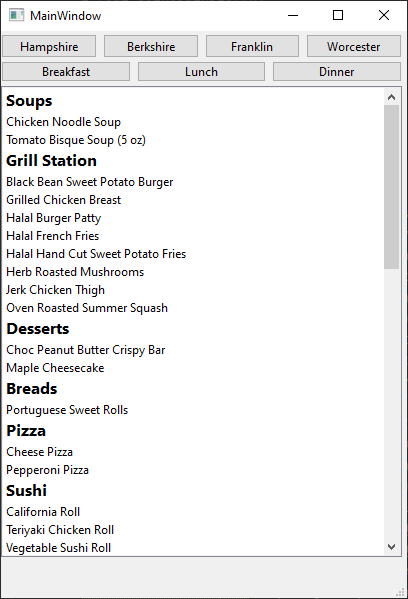 MainWindow
Hampshire Berkshire Franklin Worcester
Breakfast Lunch Dinner
Soups
Chicken Noodle Soup
Tomato Bisque Soup (5 oz)
Grill Station
Black Bean Sweet Potato Burger
Grilled Chicken Breast
Halal Burger Patty
Halal French Fries
Halal Hand Cut Sweet Potato Fries
Herb Roasted Mushrooms
Jerk Chicken Thigh
Oven Roasted Summer Squash
Desserts
Choc Peanut Butter Crispy Bar
Maple Cheesecake
Breads
Portuguese Sweet Rolls
Pizza
Cheese Pizza
Pepperoni Pizza
Sushi
California Roll
Teriyaki Chicken Roll
Vegetable Sushi Roll